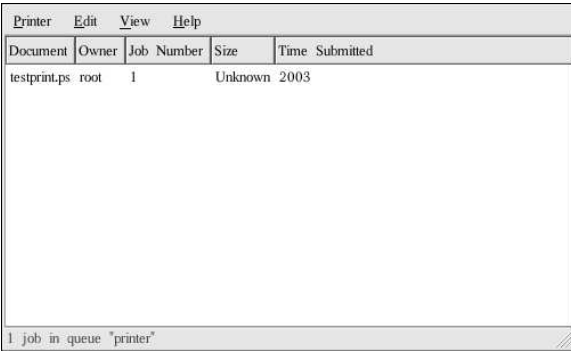 Printer Edit View Help
Document Owner Job Number Size Time Submitted
testprint.ps root 1 Unknown 2003
1 job in queue "printer"